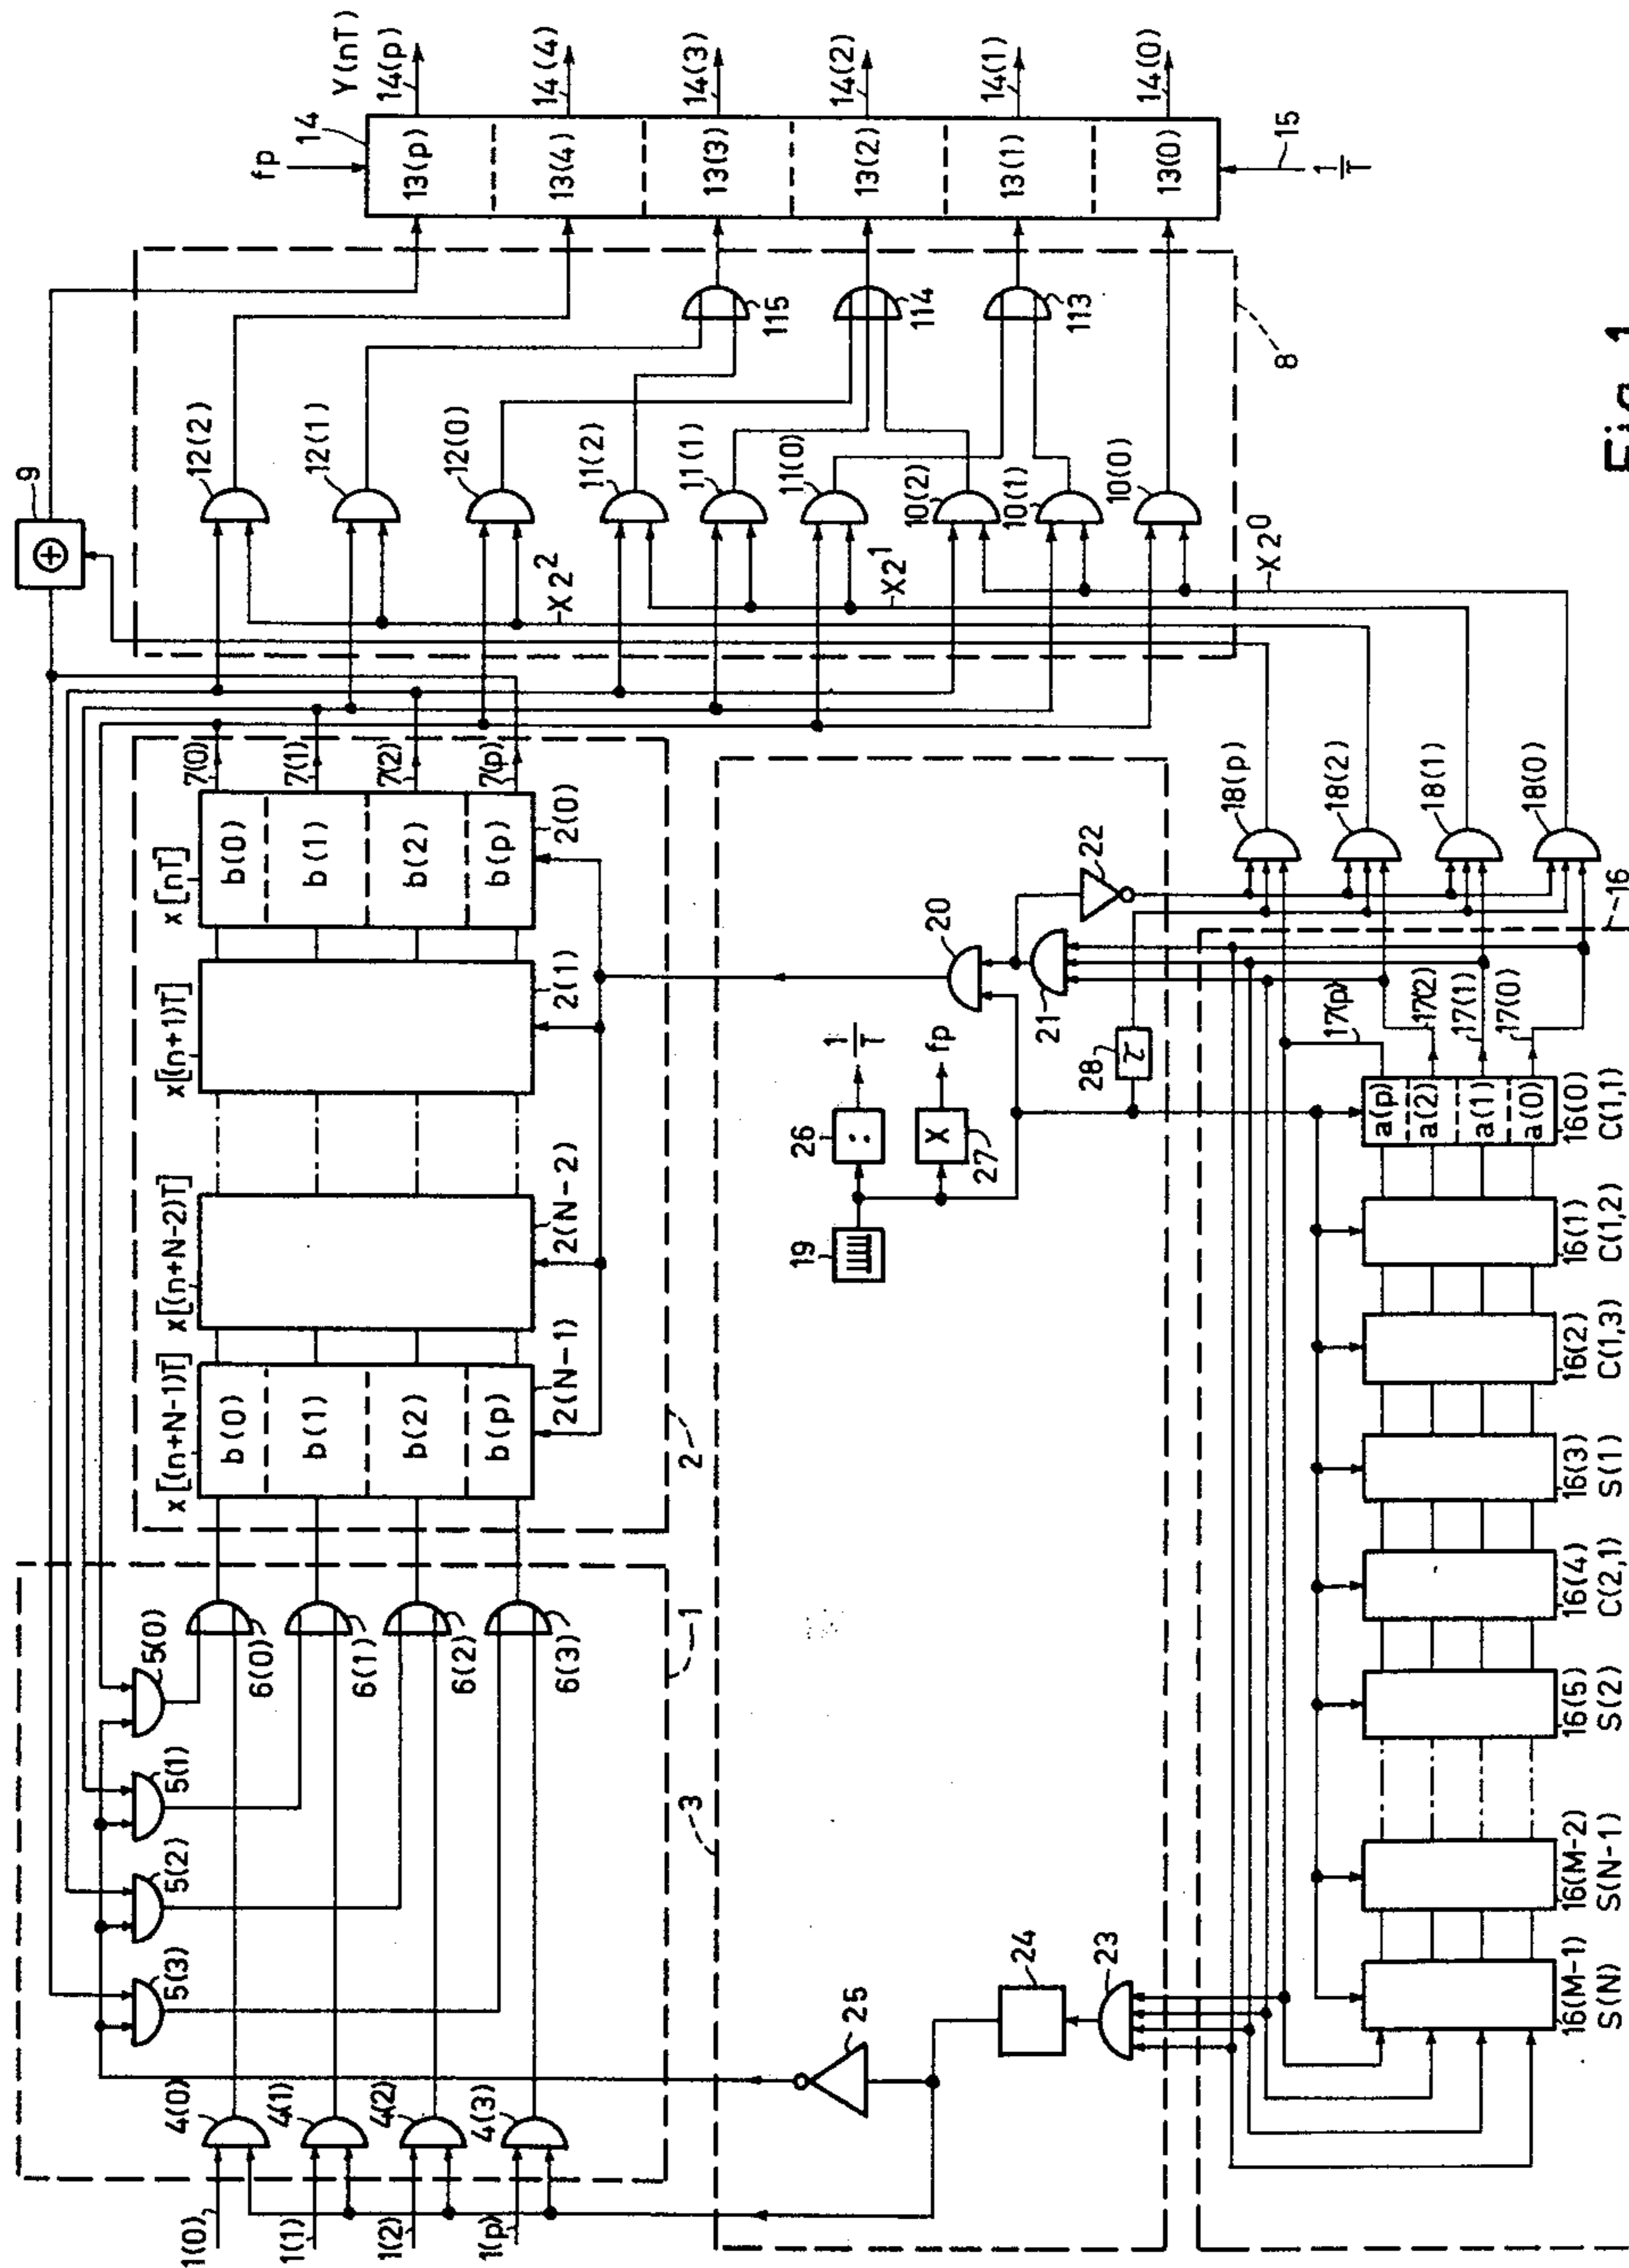 9
fp
14
Y(nT)
14(p)
13(p)
14(4)
13(4)
14(3)
13(3)
14(2)
13(2)
14(1)
13(1)
14(0)
13(0)
15
1/T
8
115
114
113
12(2)
12(1)
12(0)
11(2)
11(1)
11(0)
10(2)
10(1)
10(0)
X2²
X2¹
X2⁰
5(3)
5(2)
5(1)
5(0)
4(0)
4(1)
4(2)
4(3)
1(0)
1(1)
1(2)
1(p)
6(0)
6(1)
6(2)
6(3)
1
x[(n+N-1)T]
x[(n+N-2)T]
x[(n+1)T]
x[nT]
b(0)
b(1)
b(2)
b(p)
b(0)
b(1)
b(2)
b(p)
2(N-1)
2(N-2)
2(1)
2(0)
7(0)
7(1)
7(2)
7(p)
2
3
25
24
23
19
26
:
1/T
27
X
fp
20
21
22
28
τ
18(p)
18(2)
18(1)
18(0)
17(p)
17(2)
17(1)
17(0)
16
a(p)
a(2)
a(1)
a(0)
16(M-1)
S(N)
16(M-2)
S(N-1)
16(5)
S(2)
16(4)
C(2,1)
16(3)
S(1)
16(2)
C(1,3)
16(1)
C(1,2)
16(0)
C(1,1)